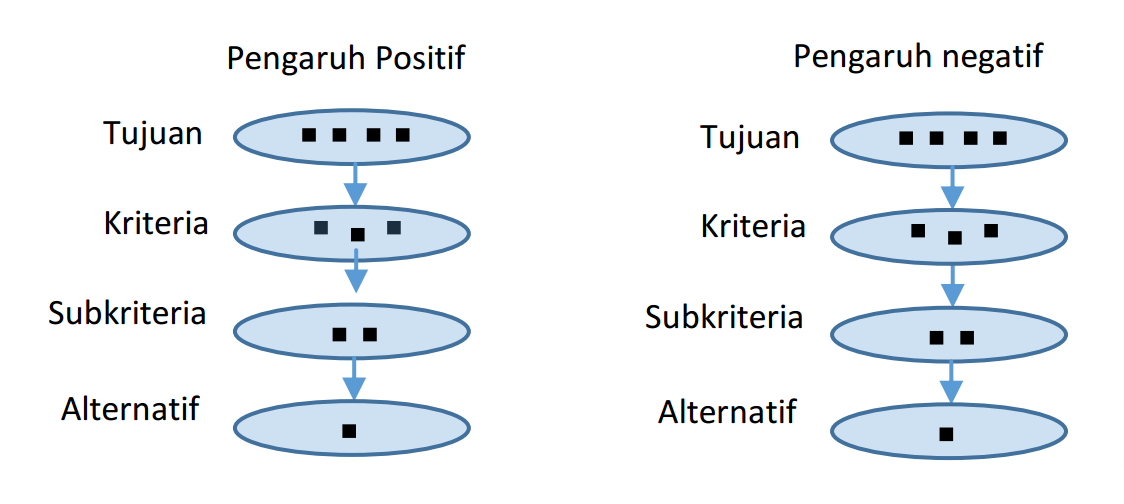 Pengaruh Positif
Tujuan
Kriteria
Subkriteria
Alternatif
Pengaruh negatif
Tujuan
Kriteria
Subkriteria
Alternatif